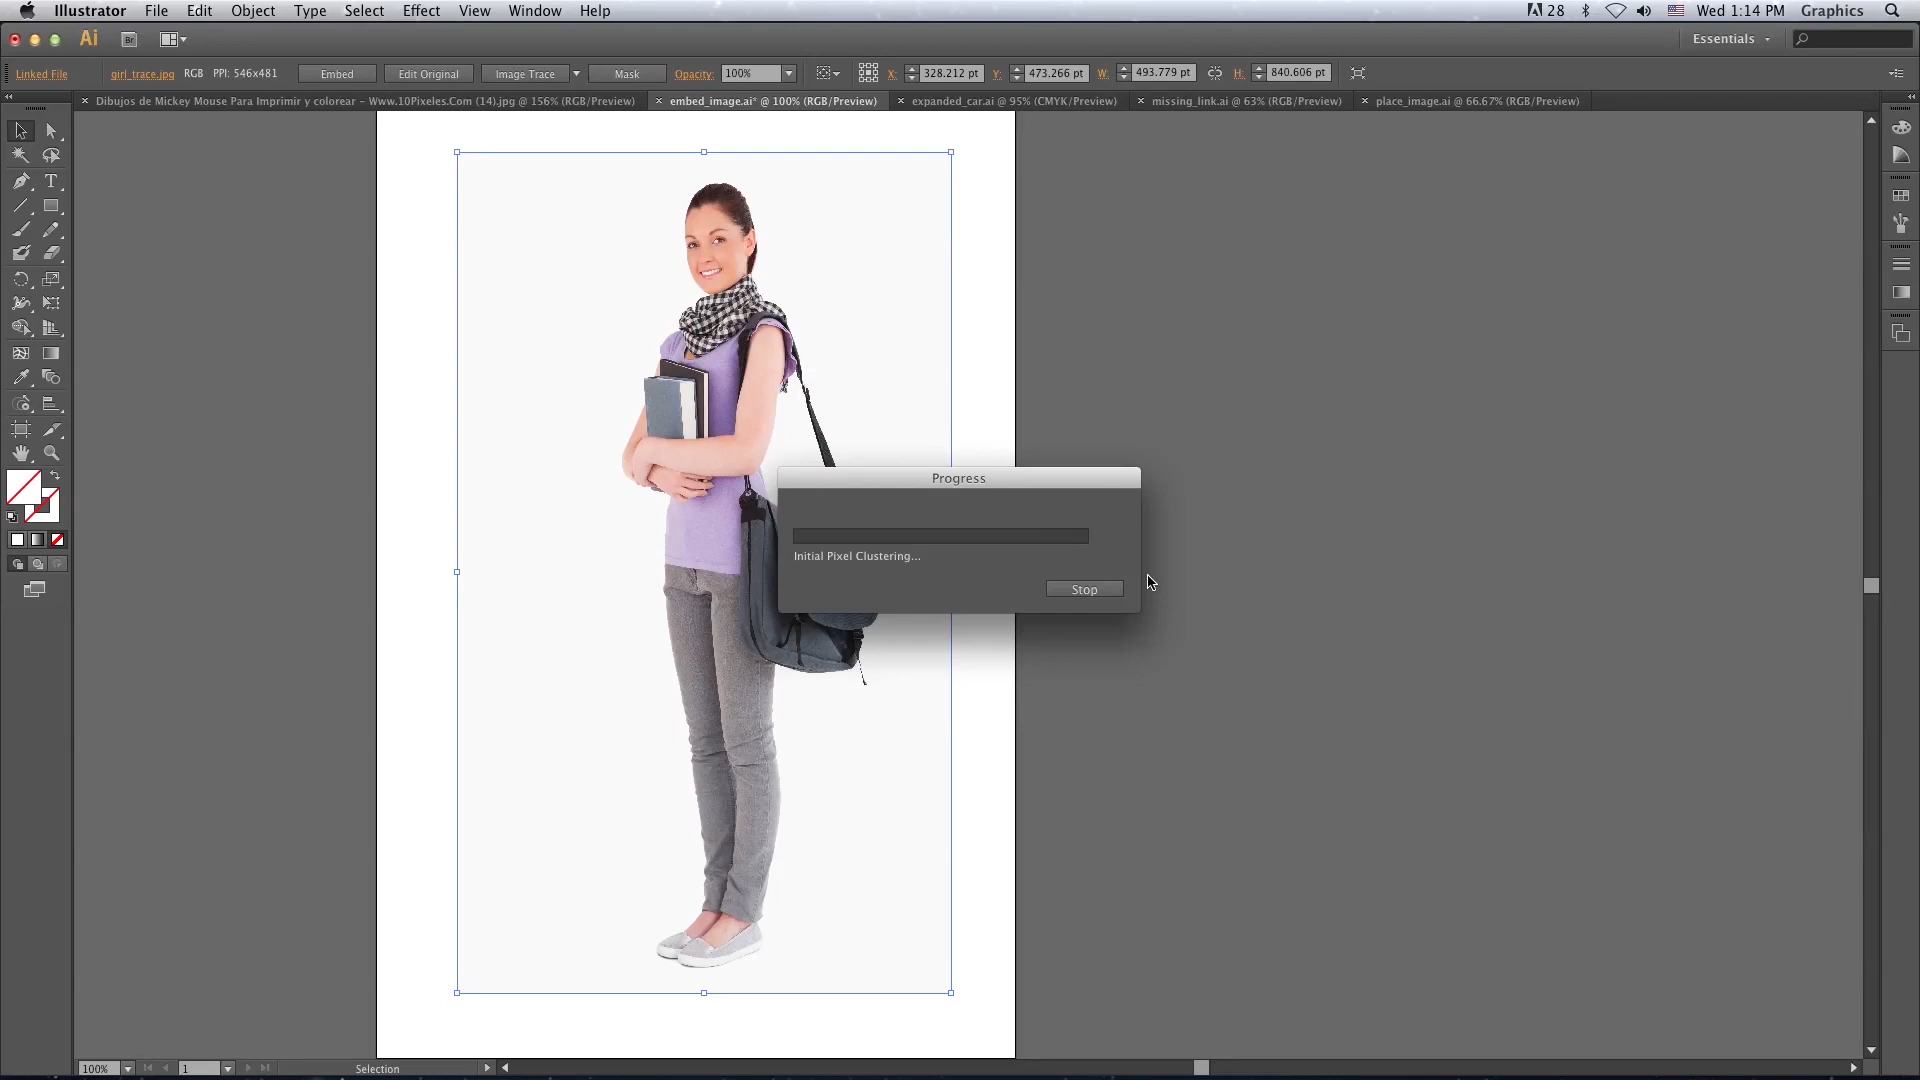 Illustrator File Edit Object Type Select Effect View Window Help 28 Wed 1:14 PM Graphics
Ai Br Essentials
Linked File girl_trace.jpg RGB PPI: 546x481 Embed Edit Original Image Trace Mask Opacity: 100% X: 328.212 pt Y: 473.266 pt W: 493.779 pt H: 840.606 pt
Dibujos de Mickey Mouse Para Imprimir y colorear - Www.10Pixeles.Com (14).jpg @ 156% (RGB/Preview) embed_image.ai* @ 100% (RGB/Preview) expanded_car.ai @ 95% (CMYK/Preview) missing_link.ai @ 63% (RGB/Preview) place_image.ai @ 66.67% (RGB/Preview)
T
Progress
Initial Pixel Clustering...
Stop
100% 1 Selection